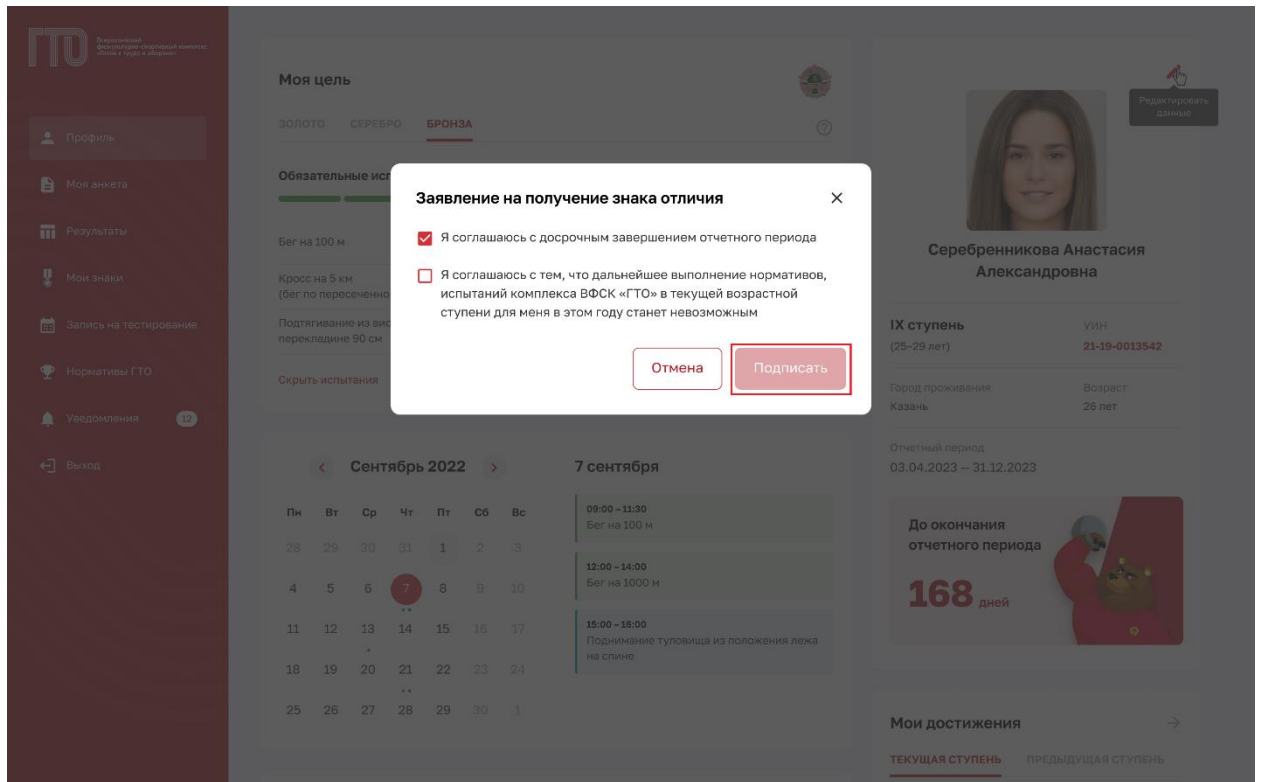 ГТО
Всероссийский
физкультурно-спортивный комплекс
«Готов к труду и обороне»
Профиль
Моя анкета
Результаты
Мои знаки
Запись на тестирование
Нормативы ГТО
Уведомления 12
Выход
Моя цель
ЗОЛОТО СЕРЕБРО БРОНЗА
Обязательные исп
Бег на 100 м
Кросс на 5 км
(бег по пересеченно
Подтягивание из вис
перекладине 90 см
Скрыть испытания
Заявление на получение знака отличия
Я соглашаюсь с досрочным завершением отчетного периода
Я соглашаюсь с тем, что дальнейшее выполнение нормативов,
испытаний комплекса ВФСК «ГТО» в текущей возрастной
ступени для меня в этом году станет невозможным
Отмена Подписать
Сентябрь 2022
Пн Вт Ср Чт Пт Сб Вс
28 29 30 31 1 2 3
4 5 6 7 8 9 10
11 12 13 14 15 16 17
18 19 20 21 22 23 24
25 26 27 28 29 30 1
7 сентября
09:00 – 11:30
Бег на 100 м
12:00 – 14:00
Бег на 1000 м
15:00 – 16:00
Поднимание туловища из положения лежа
на спине
Редактировать
данные
Серебренникова Анастасия
Александровна
IX ступень УИН
(25–29 лет) 21-19-0013542
Город проживания Возраст
Казань 26 лет
Отчетный период
03.04.2023 – 31.12.2023
До окончания
отчетного периода
168 дней
Мои достижения
ТЕКУЩАЯ СТУПЕНЬ ПРЕДЫДУЩАЯ СТУПЕНЬ